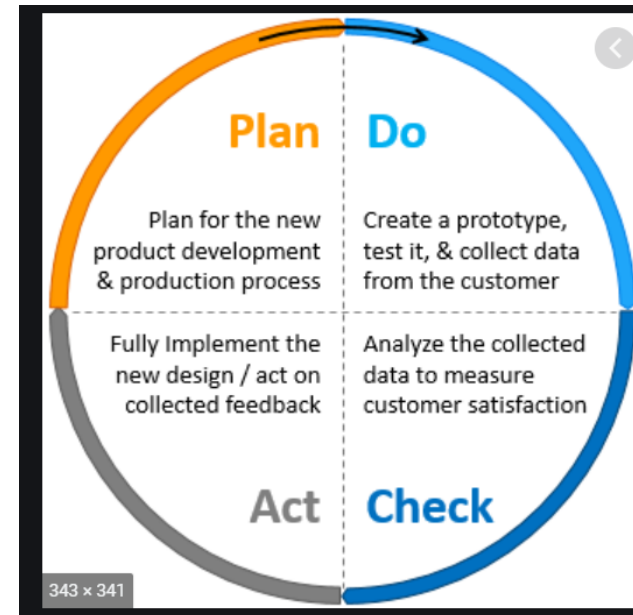 Plan
Do
Plan for the new
product development
& production process
Create a prototype,
test it, & collect data
from the customer
Fully Implement the
new design / act on
collected feedback
Analyze the collected
data to measure
customer satisfaction
Act
Check
343 × 341